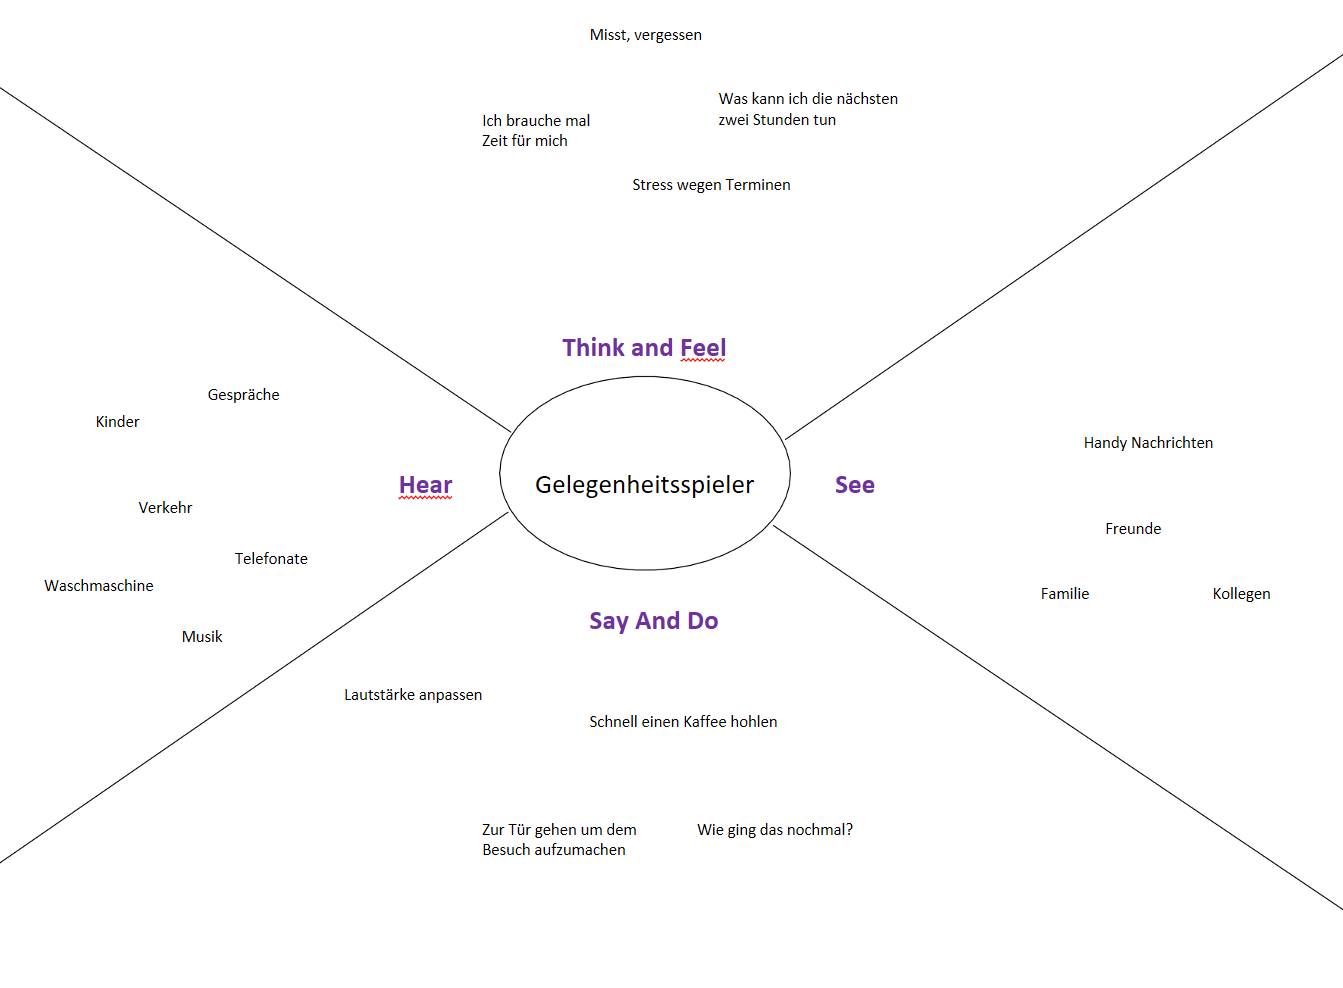 Misst, vergessen
Was kann ich die nächsten
zwei Stunden tun
Ich brauche mal
Zeit für mich
Stress wegen Terminen
Think and Feel
Gespräche
Kinder
Verkehr
Telefonate
Waschmaschine
Musik
Hear
Gelegenheitsspieler
See
Handy Nachrichten
Freunde
Familie
Kollegen
Say And Do
Lautstärke anpassen
Schnell einen Kaffee hohlen
Zur Tür gehen um dem
Besuch aufzumachen
Wie ging das nochmal?